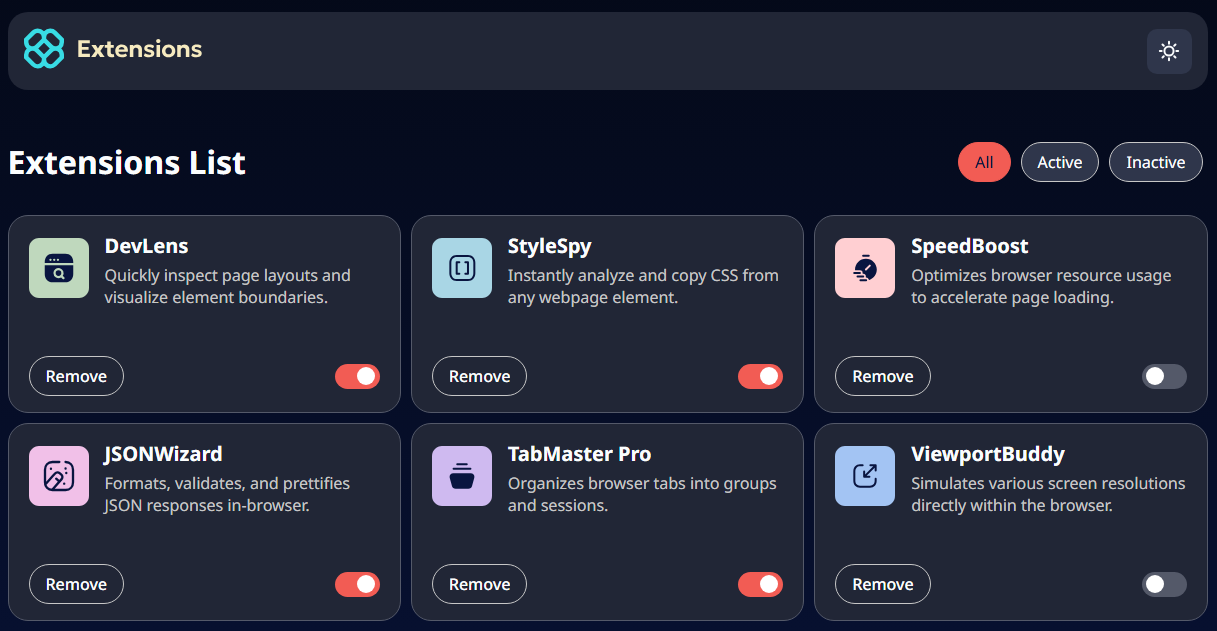 Extensions
Extensions List
All
Active
Inactive
DevLens
Quickly inspect page layouts and
visualize element boundaries.
Remove
StyleSpy
Instantly analyze and copy CSS from
any webpage element.
Remove
SpeedBoost
Optimizes browser resource usage
to accelerate page loading.
Remove
JSONWizard
Formats, validates, and prettifies
JSON responses in-browser.
Remove
TabMaster Pro
Organizes browser tabs into groups
and sessions.
Remove
ViewportBuddy
Simulates various screen resolutions
directly within the browser.
Remove